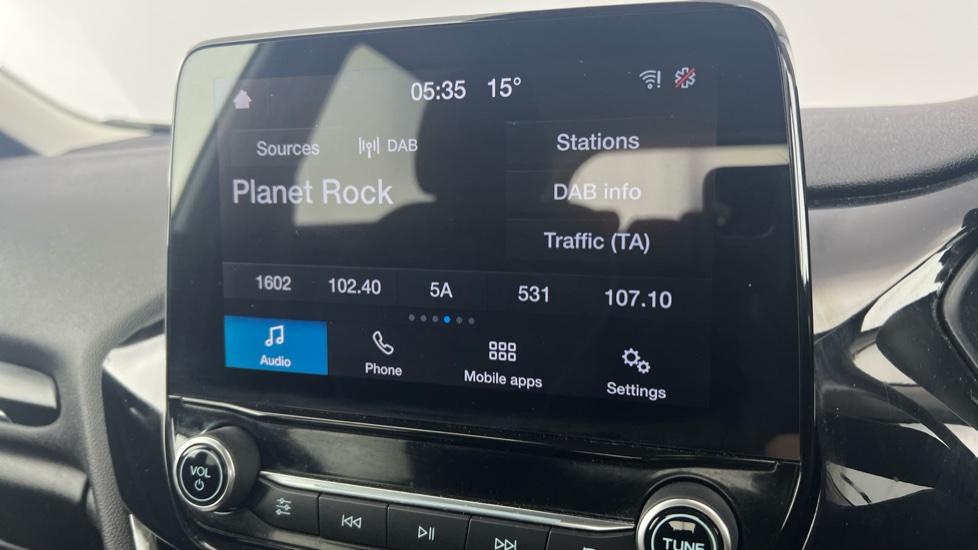 05:35 15°
Sources DAB Stations
Planet Rock DAB info
Traffic (TA)
1602 102.40 5A 531 107.10
Audio Phone Mobile apps Settings
VOL
TUNE